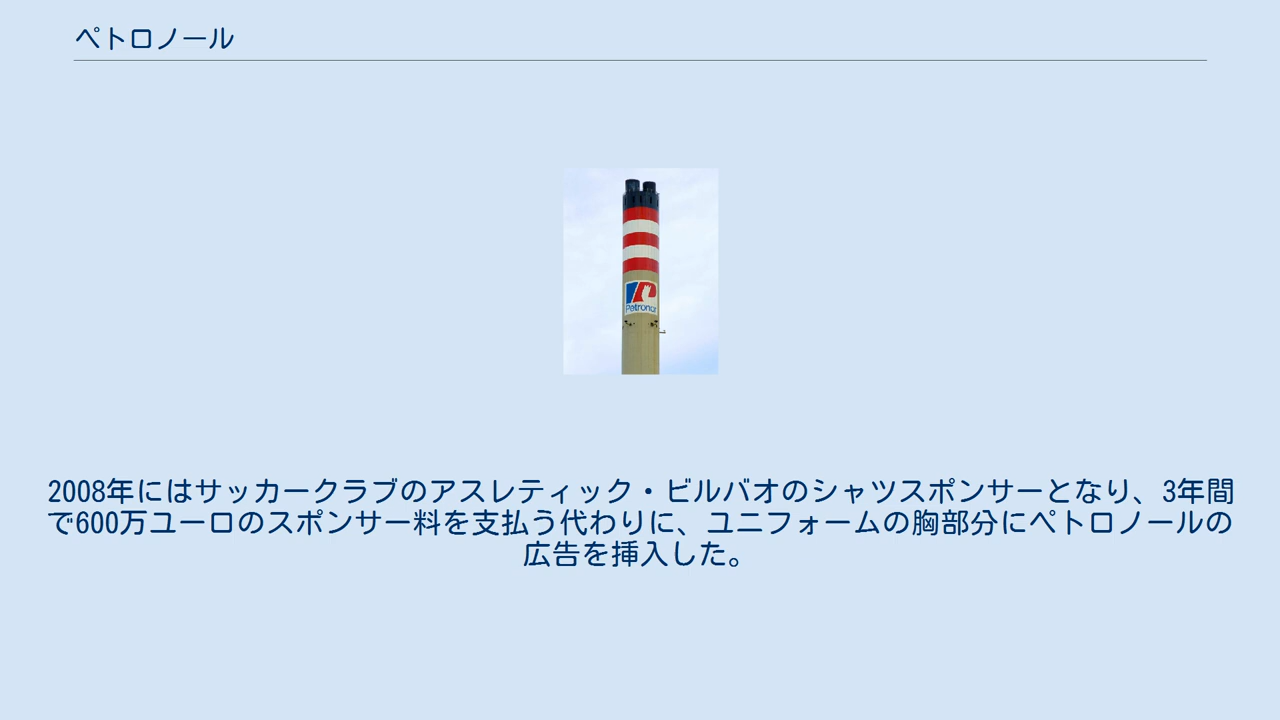 ペトロノール
Petronor
2008年にはサッカークラブのアスレティック・ビルバオのシャツスポンサーとなり、3年間
で600万ユーロのスポンサー料を支払う代わりに、ユニフォームの胸部分にペトロノールの
広告を挿入した。